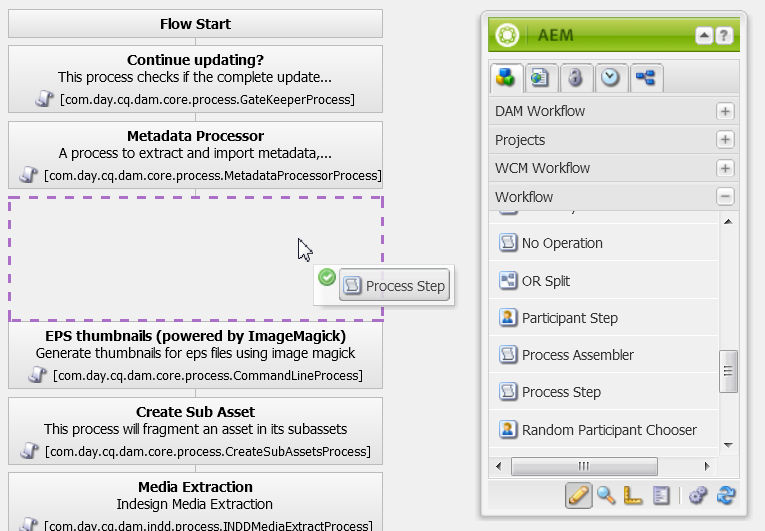 Flow Start
Continue updating?
This process checks if the complete update...
[com.day.cq.dam.core.process.GateKeeperProcess]
Metadata Processor
A process to extract and import metadata,...
[com.day.cq.dam.core.process.MetadataProcessorProcess]
Process Step
EPS thumbnails (powered by ImageMagick)
Generate thumbnails for eps files using image magick
[com.day.cq.dam.core.process.CommandLineProcess]
Create Sub Asset
This process will fragment an asset in its subassets
[com.day.cq.dam.core.process.CreateSubAssetsProcess]
Media Extraction
Indesign Media Extraction
[com.day.cq.dam.indd.process.INDDMediaExtractProcess]
AEM
?
DAM Workflow
Projects
WCM Workflow
Workflow
No Operation
OR Split
Participant Step
Process Assembler
Process Step
Random Participant Chooser